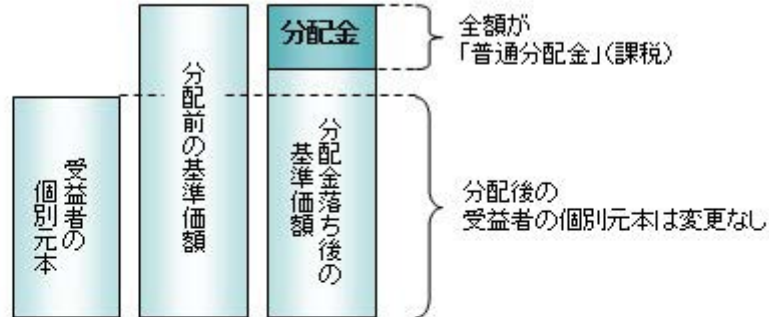 受益者の
個別元本
分配前の基準価額
分配金
分配金落ち後の
基準価額
全額が
「普通分配金」(課税)
分配後の
受益者の個別元本は変更なし